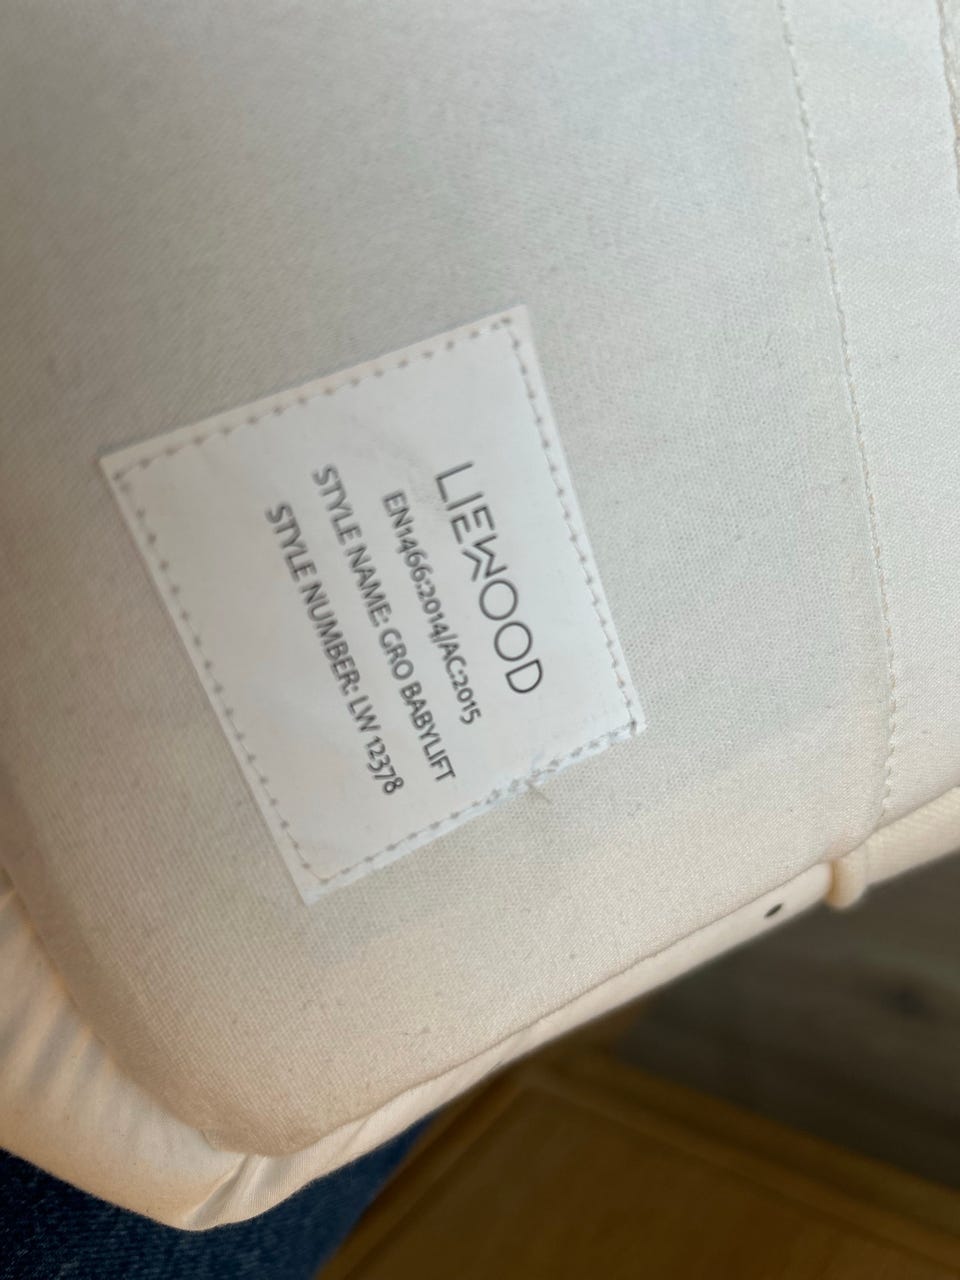 LIEWOOD
EN1466:2014/AC:2015
STYLE NAME: GRO BABYLIFT
STYLE NUMBER: LW 12378